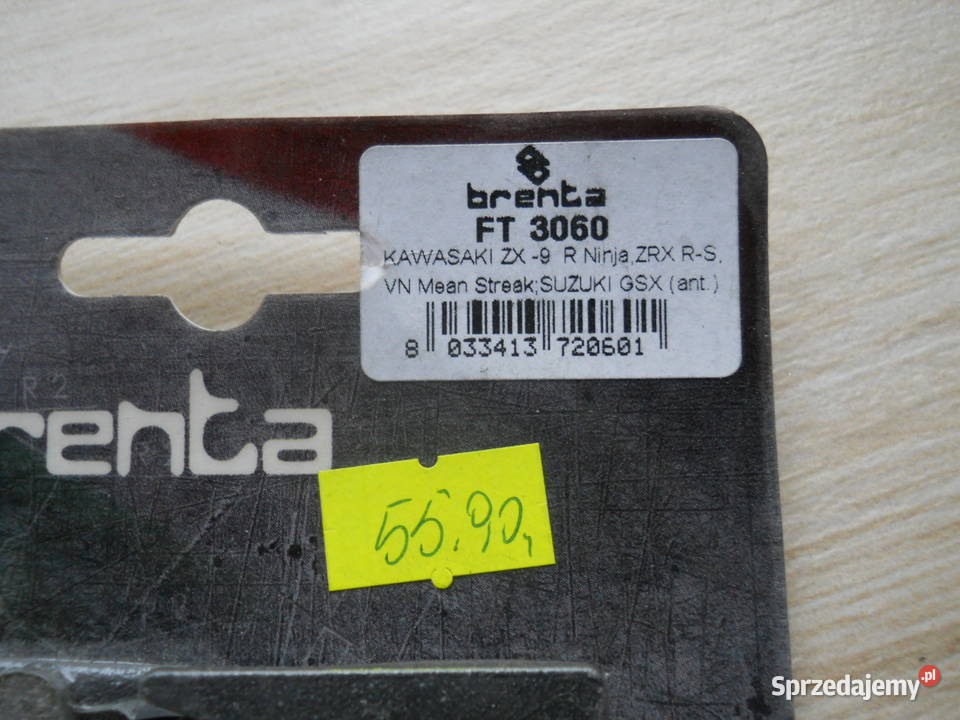 brenta
FT 3060
KAWASAKI ZX -9 R Ninja,ZRX R-S,
VN Mean Streak;SUZUKI GSX (ant.)
8 033413 720601
R2
renta
55.90,
Sprzedajemy.pl